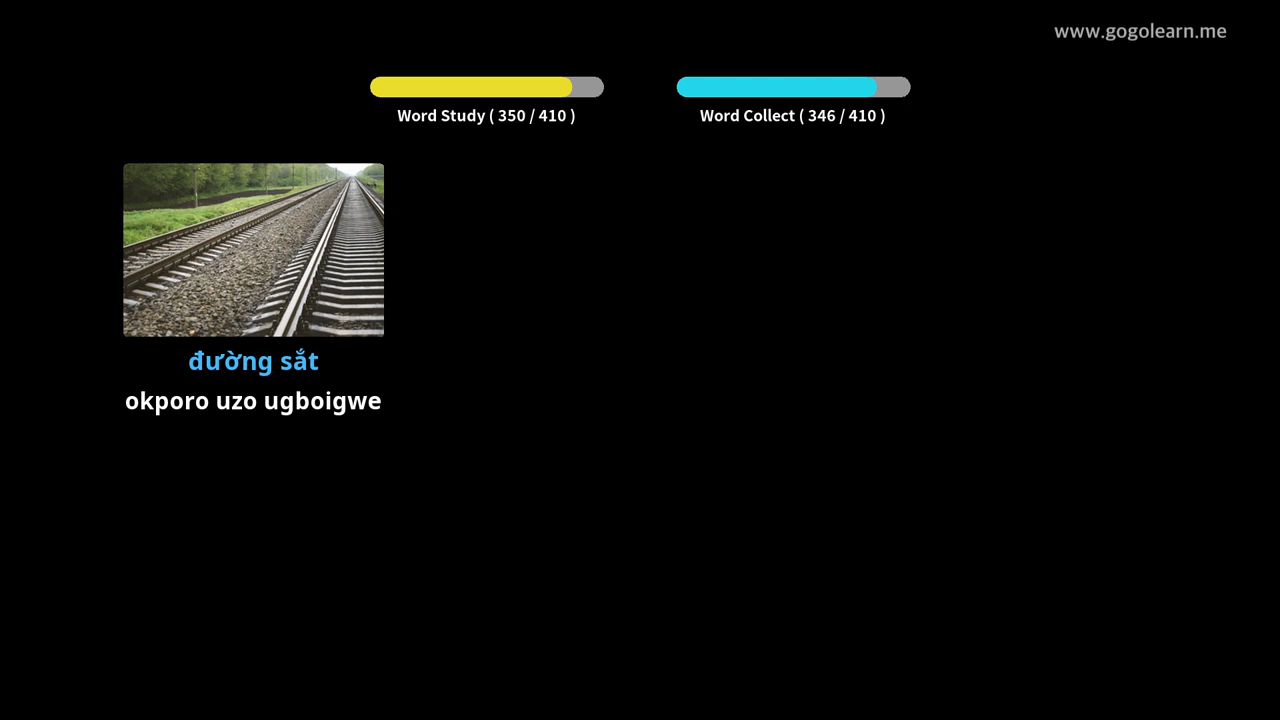 www.gogolearn.me
Word Study ( 350 / 410 )
Word Collect ( 346 / 410 )
đường sắt
okporo uzo ugboigwe